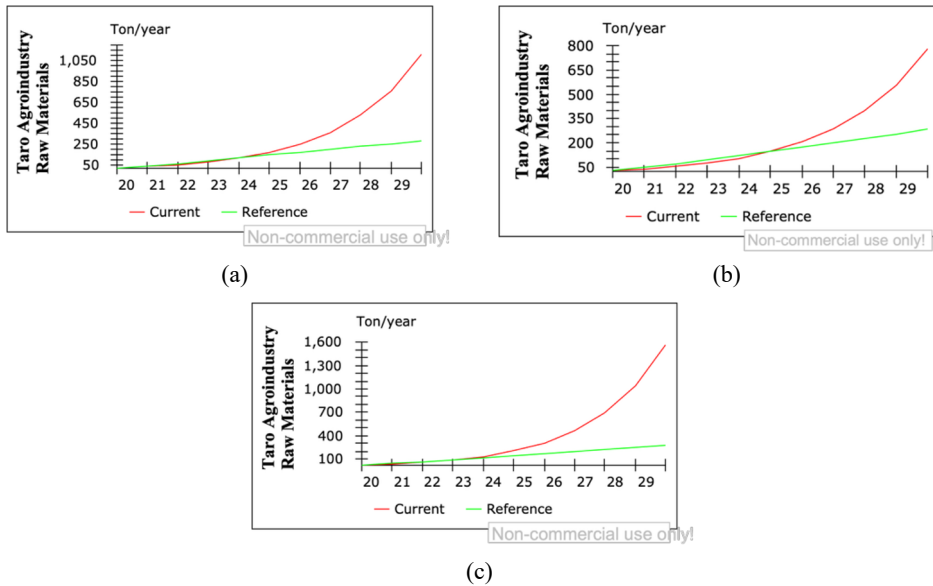 Ton/year
Taro Agroindustry
Raw Materials
1,050
850
650
450
250
50
20 21 22 23 24 25 26 27 28 29
Current Reference
Non-commercial use only!
(a)
Ton/year
Taro Agroindustry
Raw Materials
800
650
500
350
200
50
20 21 22 23 24 25 26 27 28 29
Current Reference
Non-commercial use only!
(b)
Ton/year
Taro Agroindustry
Raw Materials
1,600
1,300
1,000
700
400
100
20 21 22 23 24 25 26 27 28 29
Current Reference
Non-commercial use only!
(c)